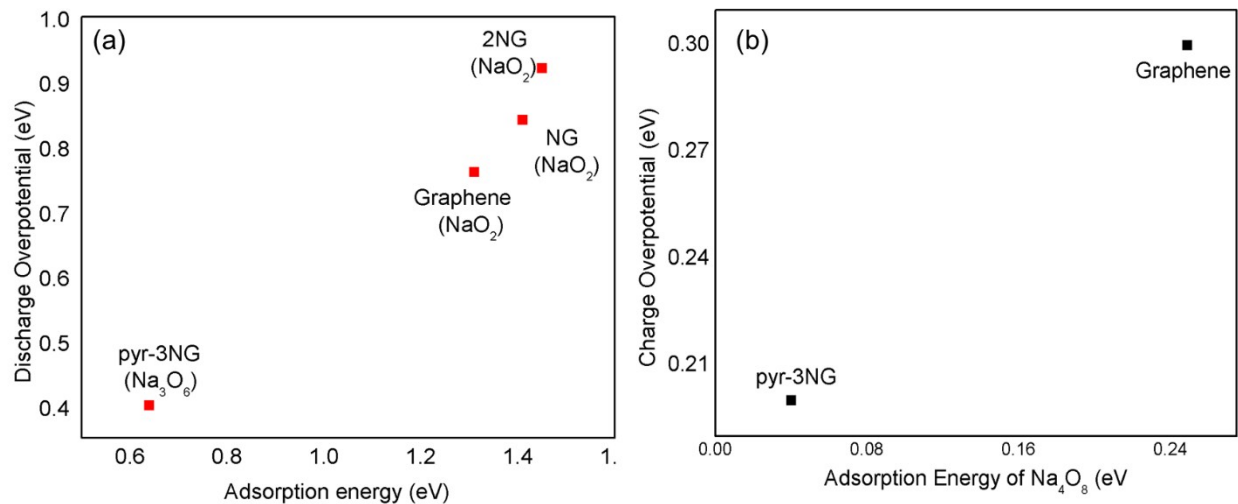 (a)
Discharge Overpotential (eV)
1.0
0.9
0.8
0.7
0.6
0.5
0.4
2NG
(NaO₂)
NG
(NaO₂)
Graphene
(NaO₂)
pyr-3NG
(Na₃O₆)
0.6 0.8 1.0 1.2 1.4 1.
Adsorption energy (eV)
(b)
Charge Overpotential (eV)
0.30
0.27
0.24
0.21
Graphene
pyr-3NG
0.00 0.08 0.16 0.24
Adsorption Energy of Na₄O₈ (eV